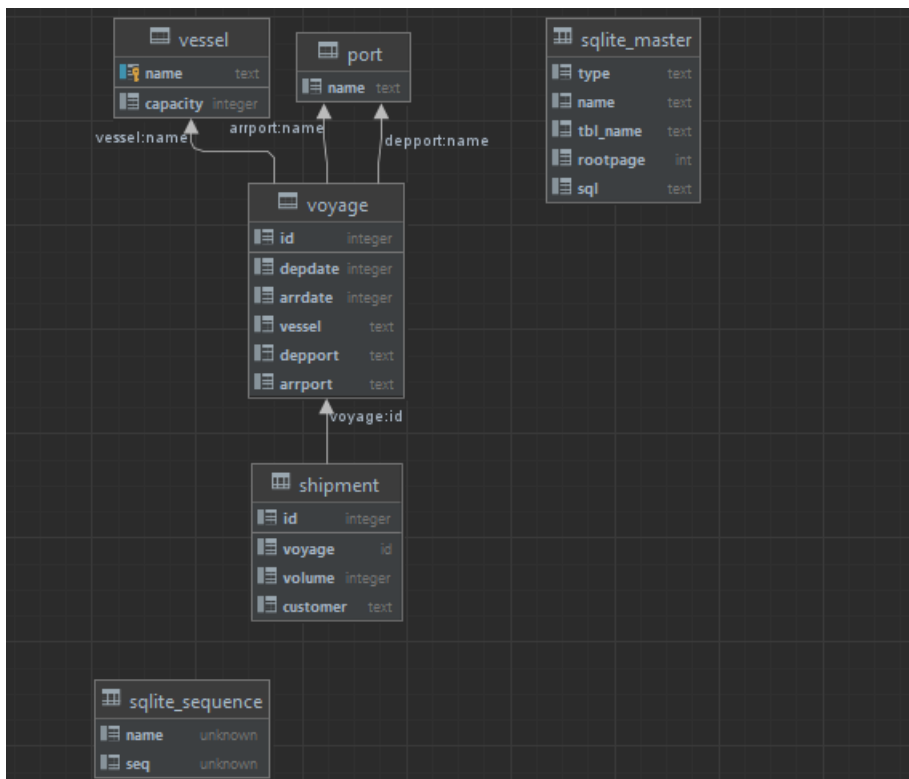 vessel
name text
capacity integer
port
name text
sqlite_master
type text
name text
tbl_name text
rootpage int
sql text
vessel:name
arrport:name
depport:name
voyage
id integer
depdate integer
arrdate integer
vessel text
depport text
arrport text
voyage:id
shipment
id integer
voyage id
volume integer
customer text
sqlite_sequence
name unknown
seq unknown